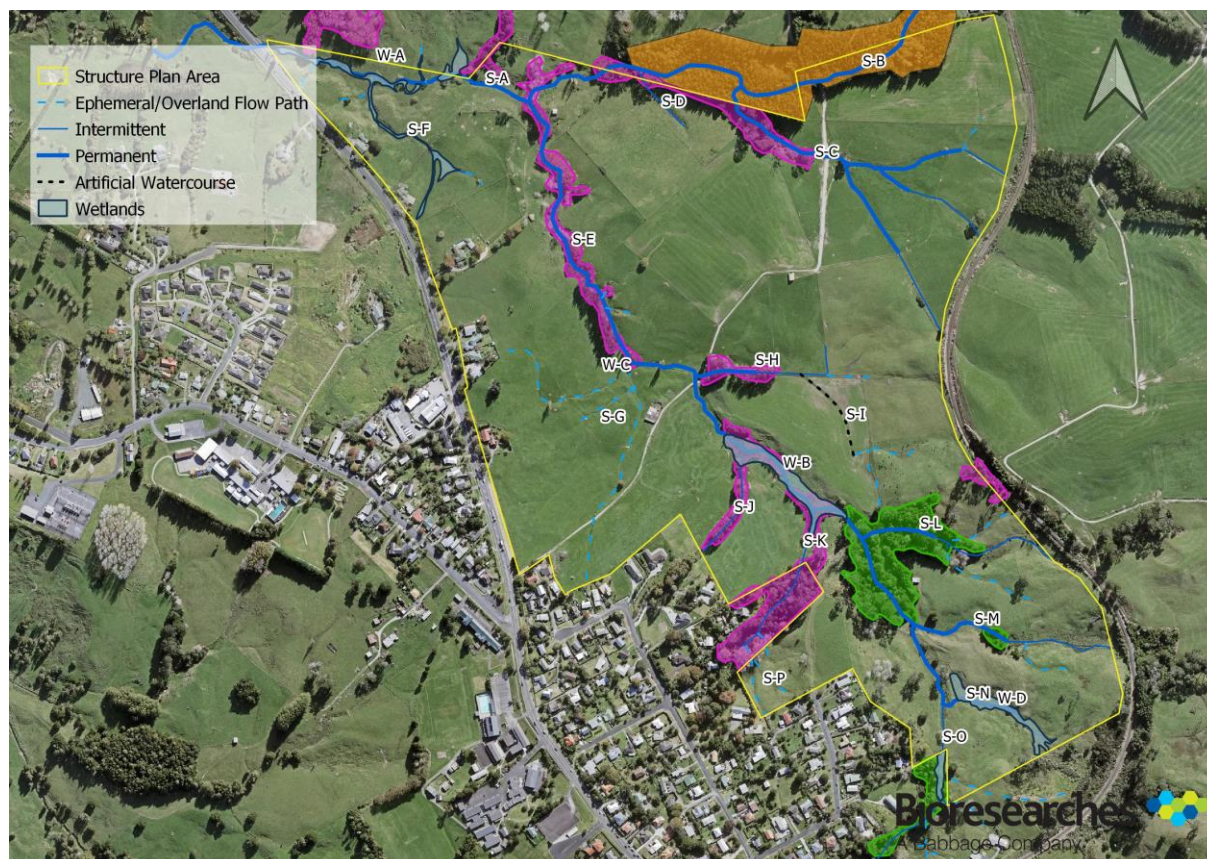 Structure Plan Area
Ephemeral/Overland Flow Path
Intermittent
Permanent
Artificial Watercourse
Wetlands
W-A
S-A
S-B
S-D
S-F
S-C
S-E
W-C
S-H
S-G
S-I
W-B
S-J
S-K
S-L
S-M
S-P
S-N
W-D
S-O
Bioresearches
A Babbage Company